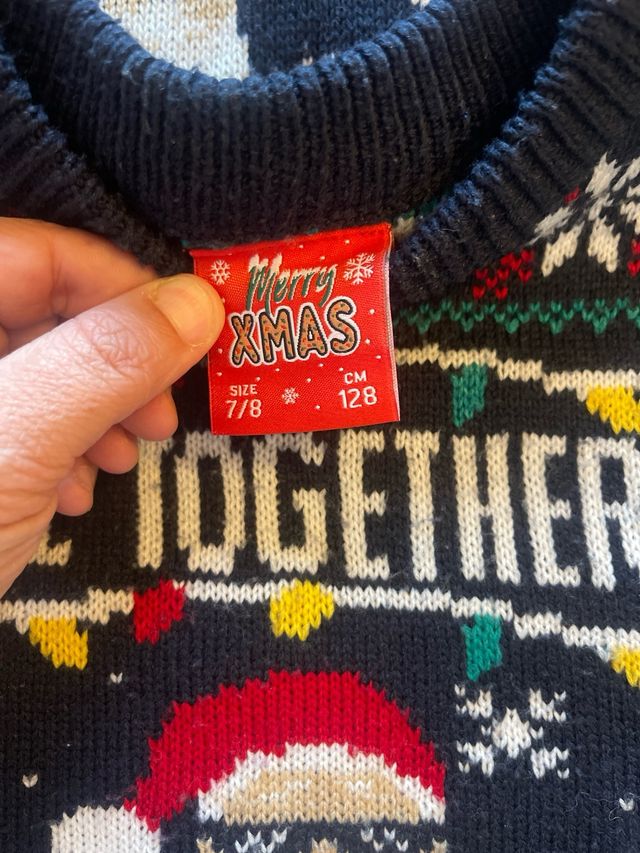 Merry
XMAS
SIZE CM
7/8 128
TOGETHER